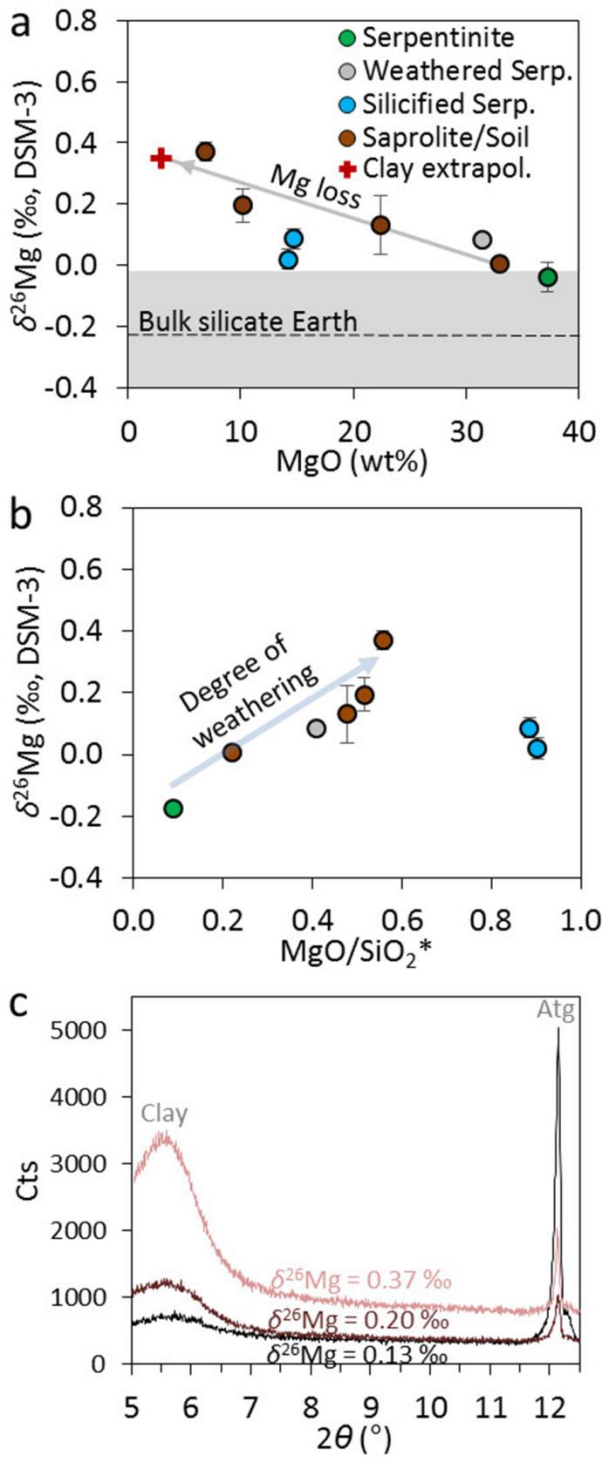 a
0.8
0.6
0.4
0.2
0.0
-0.2
-0.4
δ²⁶Mg (‰, DSM-3)
Serpentinite
Weathered Serp.
Silicified Serp.
Saprolite/Soil
Clay extrapol.
Mg loss
Bulk silicate Earth
0 10 20 30 40
MgO (wt%)
b
0.8
0.6
0.4
0.2
0.0
-0.2
-0.4
δ²⁶Mg (‰, DSM-3)
Degree of
weathering
0.0 0.2 0.4 0.6 0.8 1.0
MgO/SiO₂*
c
Atg
5000
4000
3000
2000
1000
0
Cts
Clay
δ²⁶Mg = 0.37 ‰
δ²⁶Mg = 0.20 ‰
δ²⁶Mg = 0.13 ‰
5 6 7 8 9 10 11 12
2θ (°)